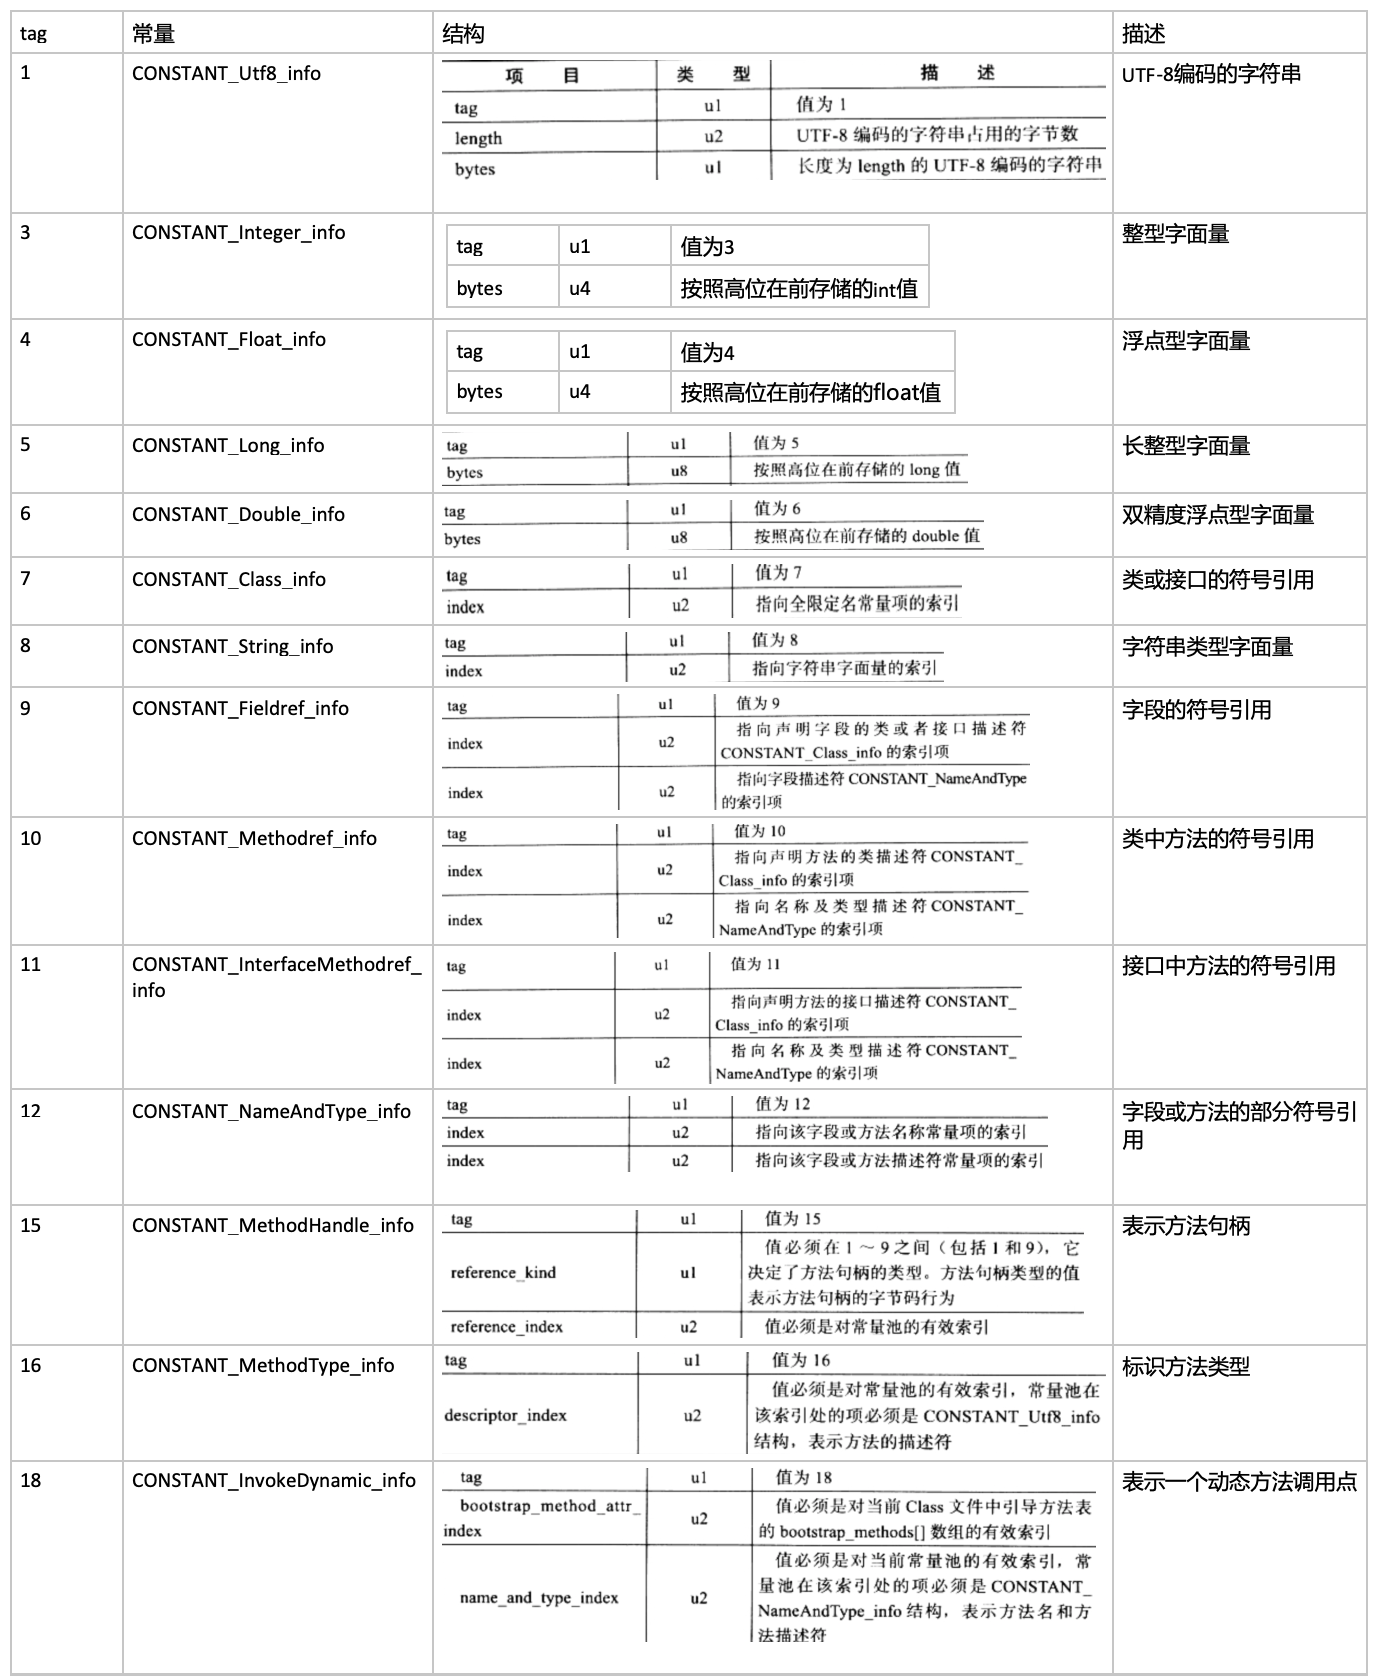 tag 常量 结构 描述
1 CONSTANT_Utf8_info UTF-8编码的字符串
项 目 类 型 描 述
tag u1 值为 1
length u2 UTF-8 编码的字符串占用的字节数
bytes u1 长度为 length 的 UTF-8 编码的字符串
3 CONSTANT_Integer_info 整型字面量
tag u1 值为3
bytes u4 按照高位在前存储的int值
4 CONSTANT_Float_info 浮点型字面量
tag u1 值为4
bytes u4 按照高位在前存储的float值
5 CONSTANT_Long_info 长整型字面量
tag u1 值为 5
bytes u8 按照高位在前存储的 long 值
6 CONSTANT_Double_info 双精度浮点型字面量
tag u1 值为 6
bytes u8 按照高位在前存储的 double 值
7 CONSTANT_Class_info 类或接口的符号引用
tag u1 值为 7
index u2 指向全限定名常量项的索引
8 CONSTANT_String_info 字符串类型字面量
tag u1 值为 8
index u2 指向字符串字面量的索引
9 CONSTANT_Fieldref_info 字段的符号引用
tag u1 值为 9
指向声明字段的类或者接口描述符
index u2 CONSTANT_Class_info 的索引项
指向字段描述符 CONSTANT_NameAndType
index u2 的索引项
10 CONSTANT_Methodref_info 类中方法的符号引用
tag u1 值为 10
指向声明方法的类描述符 CONSTANT_
index u2 Class_info 的索引项
指向名称及类型描述符 CONSTANT_
index u2 NameAndType 的索引项
11 CONSTANT_InterfaceMethodref_ 接口中方法的符号引用
info
tag u1 值为 11
指向声明方法的接口描述符 CONSTANT_
index u2 Class_info 的索引项
指向名称及类型描述符 CONSTANT_
index u2 NameAndType 的索引项
12 CONSTANT_NameAndType_info 字段或方法的部分符号引
用
tag u1 值为 12
index u2 指向该字段或方法名称常量项的索引
index u2 指向该字段或方法描述符常量项的索引
15 CONSTANT_MethodHandle_info 表示方法句柄
tag u1 值为 15
值必须在 1 ～ 9 之间（包括 1 和 9），它
reference_kind u1 决定了方法句柄的类型。方法句柄类型的值
表示方法句柄的字节码行为
reference_index u2 值必须是对常量池的有效索引
16 CONSTANT_MethodType_info 标识方法类型
tag u1 值为 16
值必须是对常量池的有效索引，常量池在
descriptor_index u2 该索引处的项必须是 CONSTANT_Utf8_info
结构，表示方法的描述符
18 CONSTANT_InvokeDynamic_info 表示一个动态方法调用点
tag u1 值为 18
bootstrap_method_attr_ 值必须是对当前 Class 文件中引导方法表
index u2 的 bootstrap_methods[] 数组的有效索引
值必须是对当前常量池的有效索引，常
量池在该索引处的项必须是 CONSTANT_
name_and_type_index u2 NameAndType_info 结构，表示方法名和方
法描述符